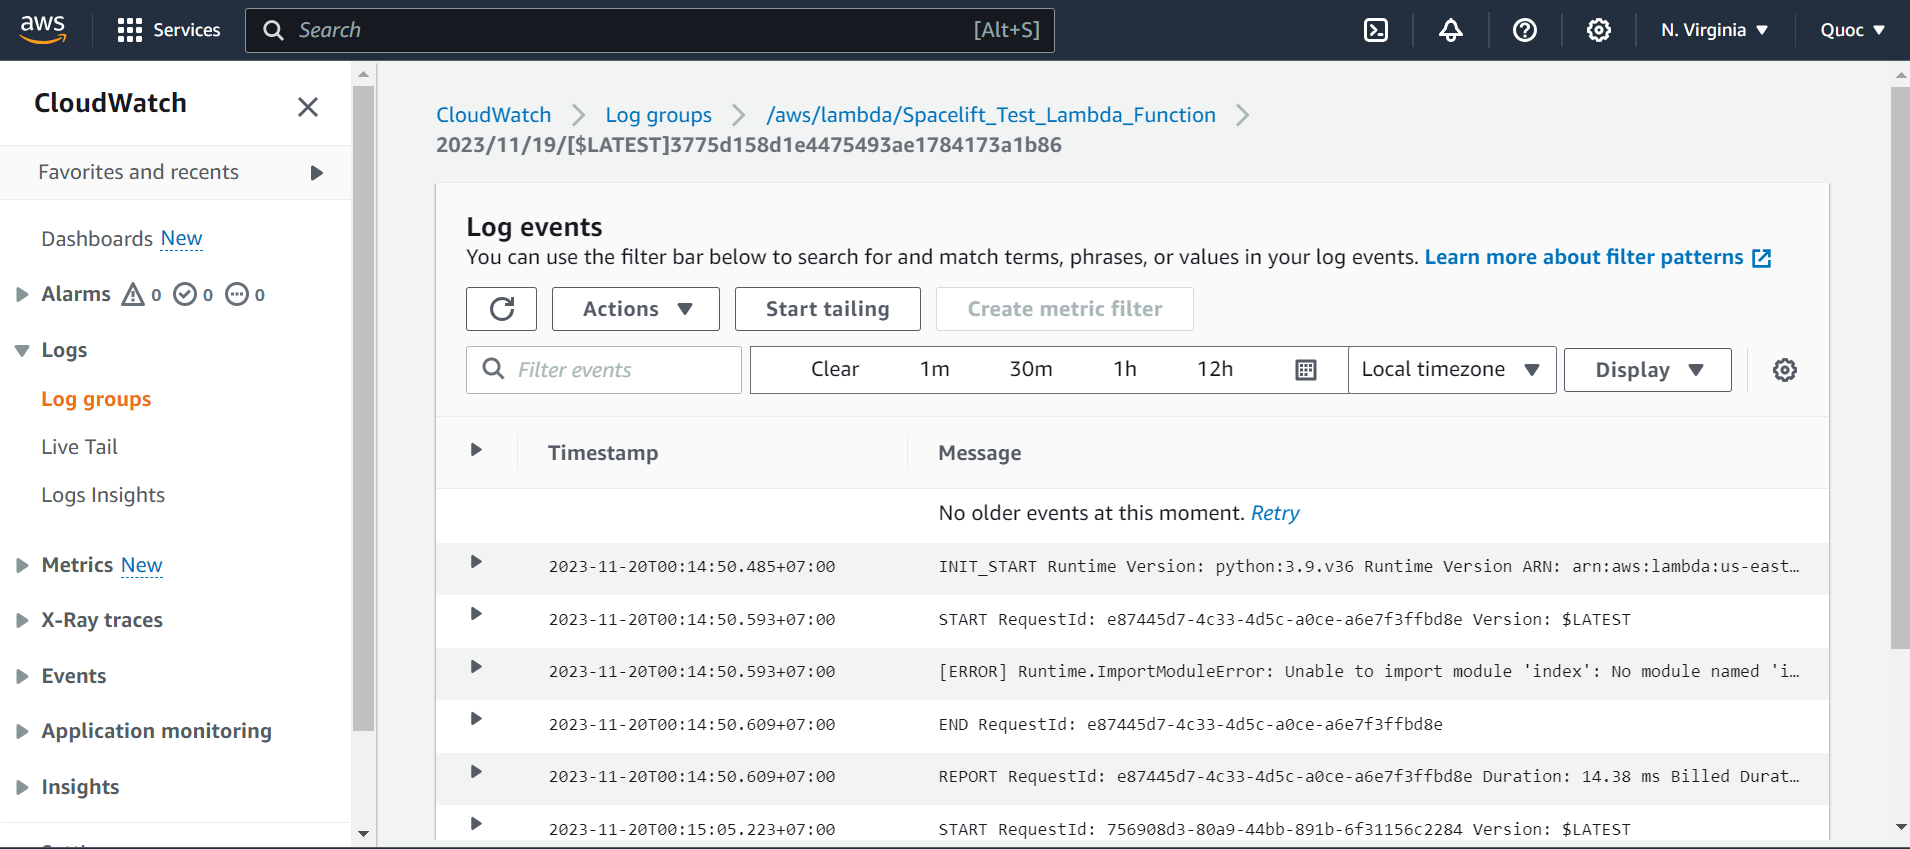 aws
Services
Search
[Alt+S]
N. Virginia
Quoc
CloudWatch
Favorites and recents
Dashboards New
Alarms 0 0 0
Logs
Log groups
Live Tail
Logs Insights
Metrics New
X-Ray traces
Events
Application monitoring
Insights
CloudWatch
Log groups
/aws/lambda/Spacelift_Test_Lambda_Function
2023/11/19/[$LATEST]3775d158d1e4475493ae1784173a1b86
Log events
You can use the filter bar below to search for and match terms, phrases, or values in your log events. Learn more about filter patterns
Actions
Start tailing
Create metric filter
Filter events
Clear 1m 30m 1h 12h
Local timezone
Display
Timestamp Message
No older events at this moment. Retry
2023-11-20T00:14:50.485+07:00 INIT_START Runtime Version: python:3.9.v36 Runtime Version ARN: arn:aws:lambda:us-east…
2023-11-20T00:14:50.593+07:00 START RequestId: e87445d7-4c33-4d5c-a0ce-a6e7f3ffbd8e Version: $LATEST
2023-11-20T00:14:50.593+07:00 [ERROR] Runtime.ImportModuleError: Unable to import module 'index': No module named 'i…
2023-11-20T00:14:50.609+07:00 END RequestId: e87445d7-4c33-4d5c-a0ce-a6e7f3ffbd8e
2023-11-20T00:14:50.609+07:00 REPORT RequestId: e87445d7-4c33-4d5c-a0ce-a6e7f3ffbd8e Duration: 14.38 ms Billed Durat…
2023-11-20T00:15:05.223+07:00 START RequestId: 756908d3-80a9-44bb-891b-6f31156c2284 Version: $LATEST